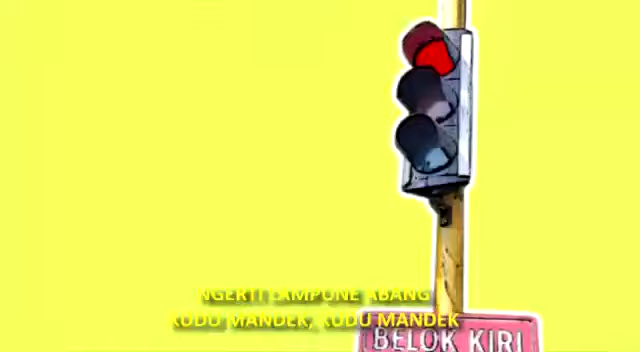 NGERTI LAMPUNE ABANG
KUDU MANDEK, KUDU MANDEK
BELOK KIRI